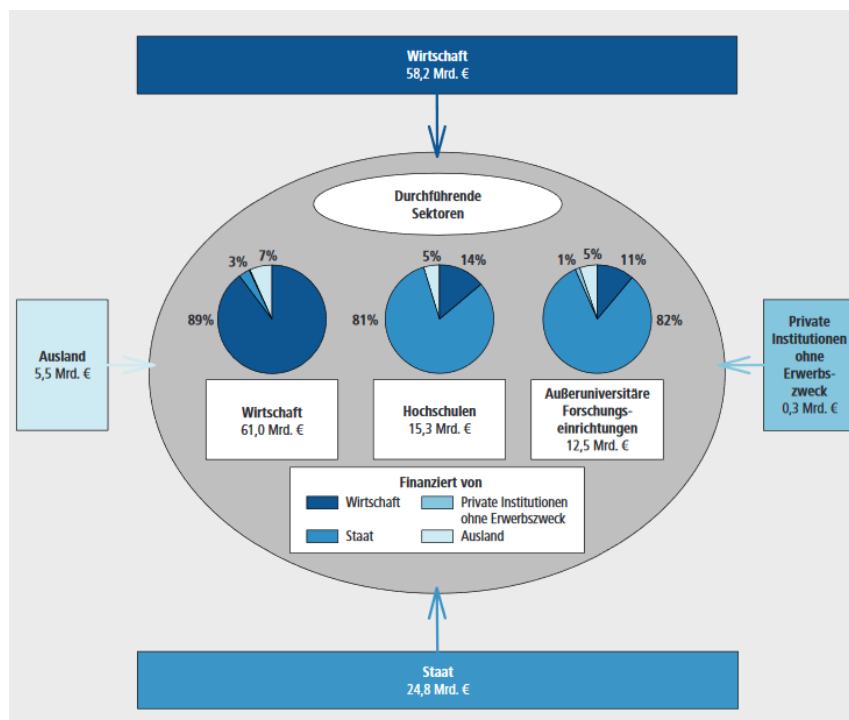 Wirtschaft
58,2 Mrd. €
Durchführende
Sektoren
3%
7%
89%
5%
14%
81%
1%
5%
11%
82%
Ausland
5,5 Mrd. €
Private
Institutionen
ohne
Erwerbs-
zweck
0,3 Mrd. €
Wirtschaft
61,0 Mrd. €
Hochschulen
15,3 Mrd. €
Außeruniversitäre
Forschungs-
einrichtungen
12,5 Mrd. €
Finanziert von
Wirtschaft
Private Institutionen
ohne Erwerbszweck
Staat
Ausland
Staat
24,8 Mrd. €